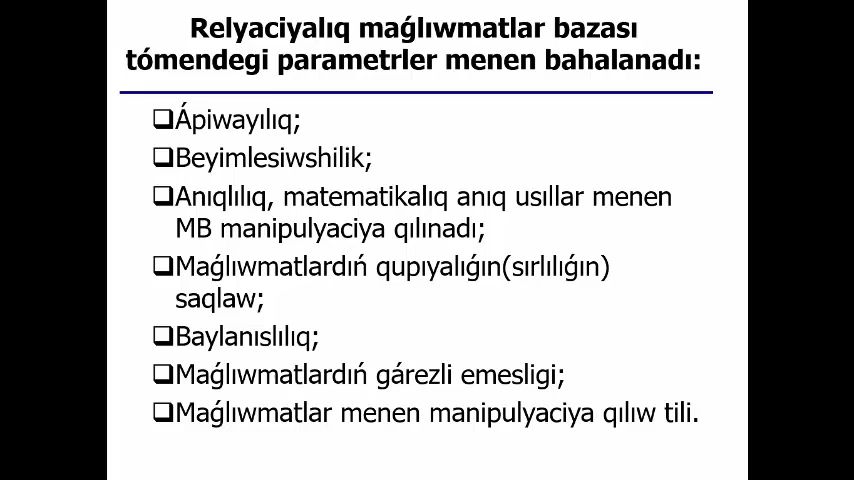 Relyaciyalıq maǵlıwmatlar bazası
tómendegi parametrler menen bahalanadı:
❑Ápiwayılıq;
❑Beyimlesiwshilik;
❑Anıqlılıq, matematikalıq anıq usıllar menen
MB manipulyaciya qılınadı;
❑Maǵlıwmatlardıń qupıyalıǵın(sırlılıǵın)
saqlaw;
❑Baylanıslılıq;
❑Maǵlıwmatlardıń gárezli emesligi;
❑Maǵlıwmatlar menen manipulyaciya qılıw tili.